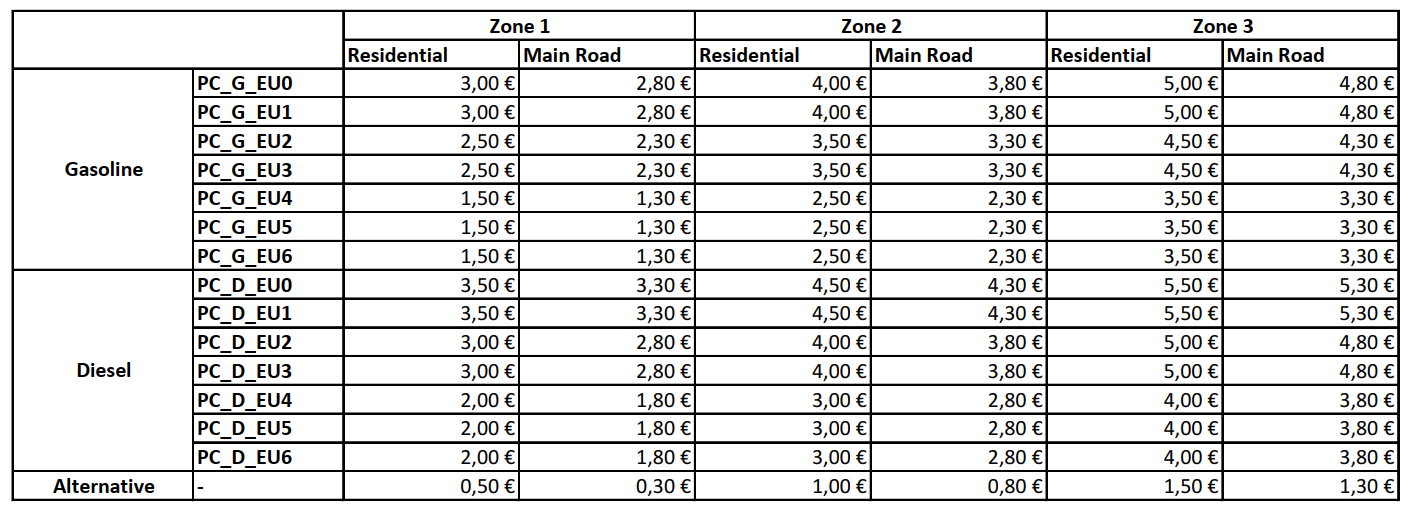 Zone 1 Zone 2 Zone 3
Residential Main Road Residential Main Road Residential Main Road
PC_G_EU0 3,00 € 2,80 € 4,00 € 3,80 € 5,00 € 4,80 €
PC_G_EU1 3,00 € 2,80 € 4,00 € 3,80 € 5,00 € 4,80 €
PC_G_EU2 2,50 € 2,30 € 3,50 € 3,30 € 4,50 € 4,30 €
Gasoline PC_G_EU3 2,50 € 2,30 € 3,50 € 3,30 € 4,50 € 4,30 €
PC_G_EU4 1,50 € 1,30 € 2,50 € 2,30 € 3,50 € 3,30 €
PC_G_EU5 1,50 € 1,30 € 2,50 € 2,30 € 3,50 € 3,30 €
PC_G_EU6 1,50 € 1,30 € 2,50 € 2,30 € 3,50 € 3,30 €
PC_D_EU0 3,50 € 3,30 € 4,50 € 4,30 € 5,50 € 5,30 €
PC_D_EU1 3,50 € 3,30 € 4,50 € 4,30 € 5,50 € 5,30 €
PC_D_EU2 3,00 € 2,80 € 4,00 € 3,80 € 5,00 € 4,80 €
Diesel PC_D_EU3 3,00 € 2,80 € 4,00 € 3,80 € 5,00 € 4,80 €
PC_D_EU4 2,00 € 1,80 € 3,00 € 2,80 € 4,00 € 3,80 €
PC_D_EU5 2,00 € 1,80 € 3,00 € 2,80 € 4,00 € 3,80 €
PC_D_EU6 2,00 € 1,80 € 3,00 € 2,80 € 4,00 € 3,80 €
Alternative - 0,50 € 0,30 € 1,00 € 0,80 € 1,50 € 1,30 €